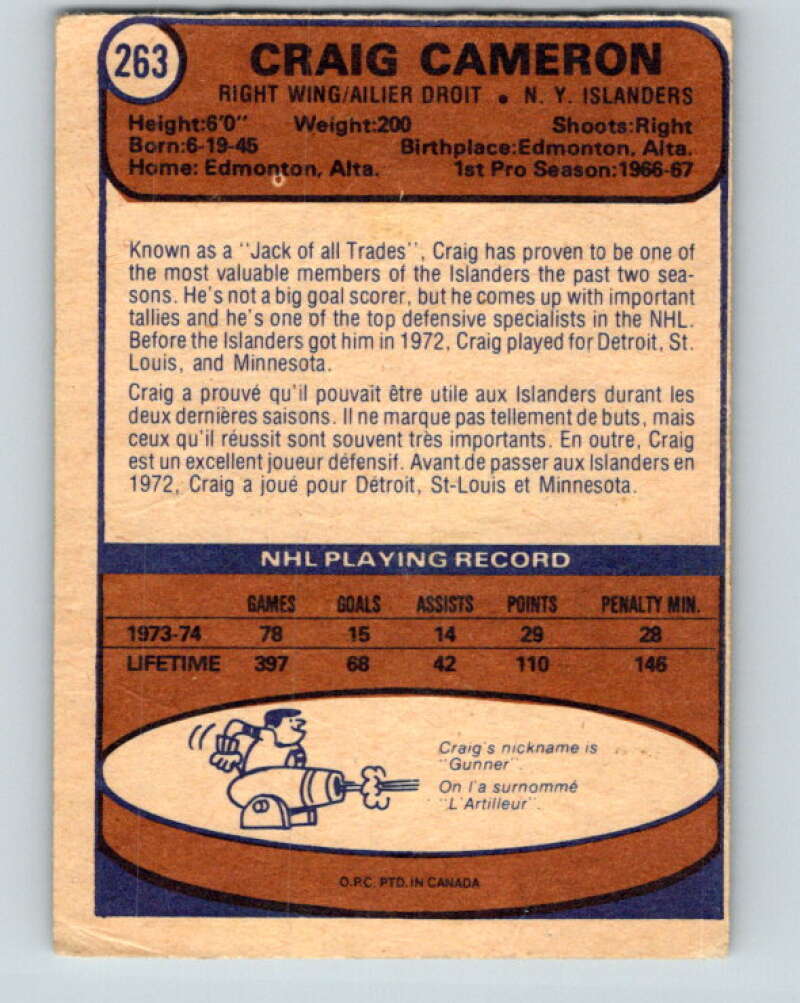 263
CRAIG CAMERON
RIGHT WING/AILIER DROIT • N. Y. ISLANDERS
Height:6'0" Weight:200 Shoots:Right
Born:6-19-45 Birthplace:Edmonton, Alta.
Home: Edmonton, Alta. 1st Pro Season:1966-67
Known as a "Jack of all Trades", Craig has proven to be one of
the most valuable members of the Islanders the past two sea-
sons. He's not a big goal scorer, but he comes up with important
tallies and he's one of the top defensive specialists in the NHL.
Before the Islanders got him in 1972, Craig played for Detroit, St.
Louis, and Minnesota.
Craig a prouvé qu'il pouvait être utile aux Islanders durant les
deux dernières saisons. Il ne marque pas tellement de buts, mais
ceux qu'il réussit sont souvent très importants. En outre, Craig
est un excellent joueur défensif. Avant de passer aux Islanders en
1972, Craig a joué pour Détroit, St-Louis et Minnesota.
NHL PLAYING RECORD
GAMES GOALS ASSISTS POINTS PENALTY MIN.
1973-74 78 15 14 29 28
LIFETIME 397 68 42 110 146
Craig's nickname is
"Gunner".
On l'a surnommé
"L'Artilleur".
O.P.C. PTD. IN CANADA